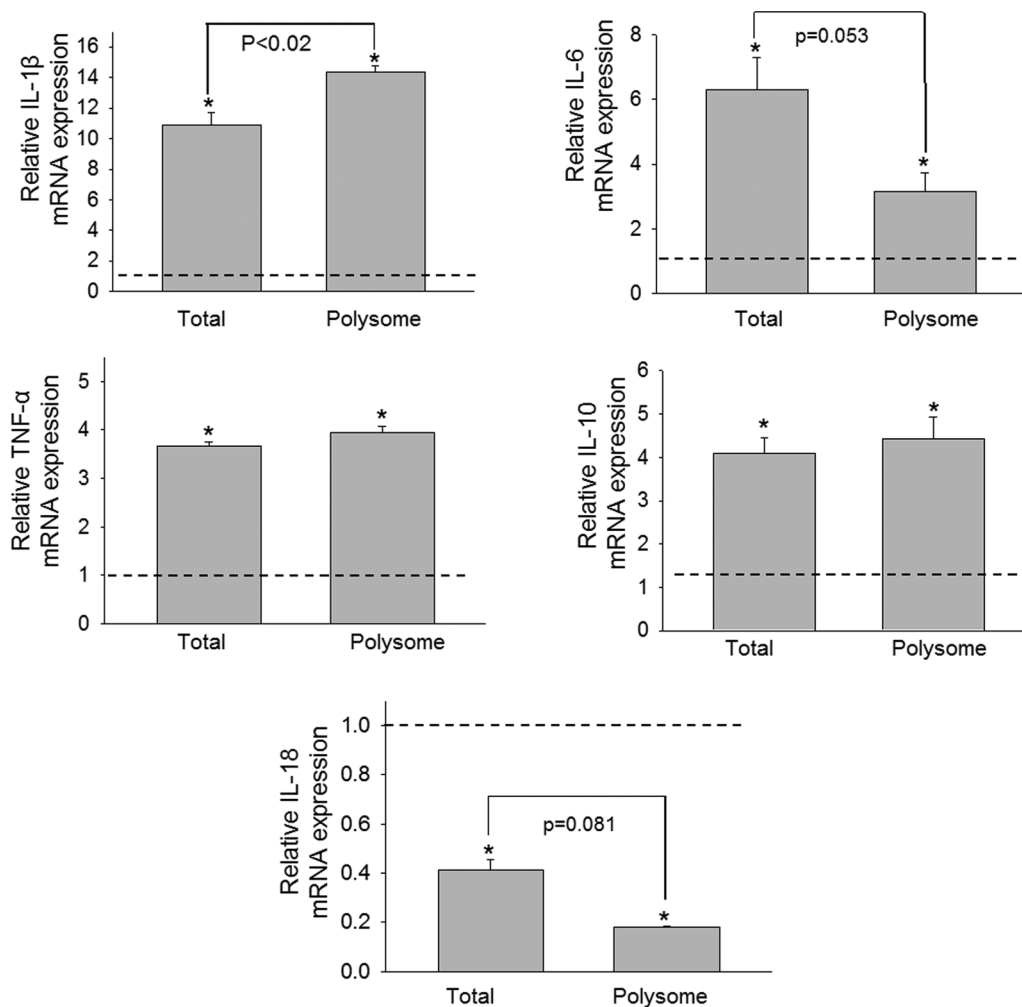 Relative IL-1β
mRNA expression
16
14
12
10
8
6
4
2
0
P<0.02
*
*
Total
Polysome
Relative IL-6
mRNA expression
8
6
4
2
0
p=0.053
*
*
Total
Polysome
Relative TNF-α
mRNA expression
5
4
3
2
1
0
*
*
Total
Polysome
Relative IL-10
mRNA expression
6
5
4
3
2
1
0
*
*
Total
Polysome
Relative IL-18
mRNA expression
1.0
0.8
0.6
0.4
0.2
0.0
p=0.081
*
*
Total
Polysome